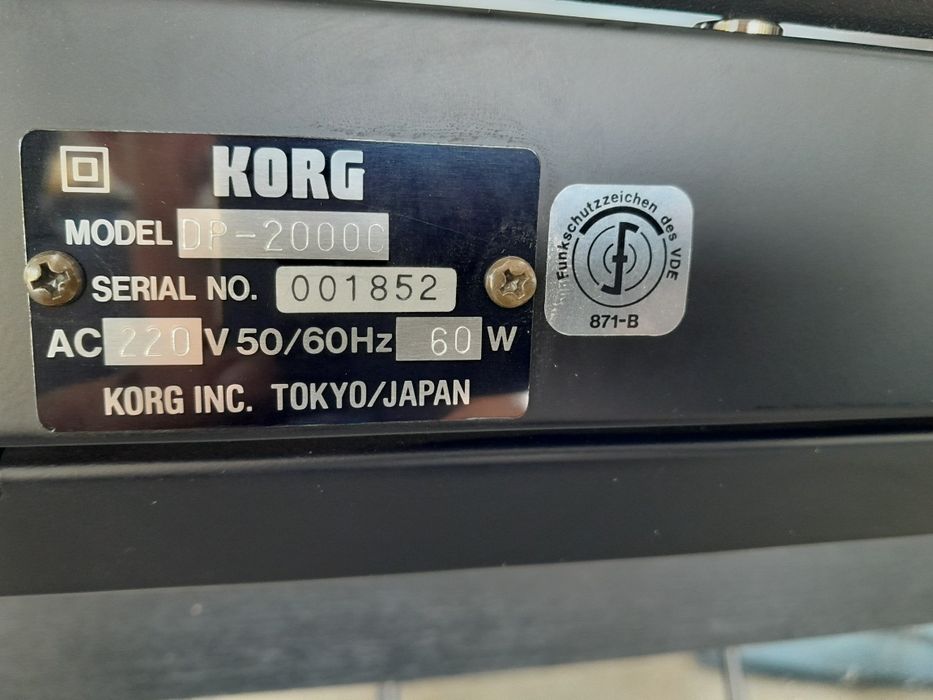 KORG
MODEL DP-2000C
SERIAL NO. 001852
AC 220 V 50/60Hz 60 W
KORG INC. TOKYO/JAPAN
Funkschutzzeichen des VDE
871-B